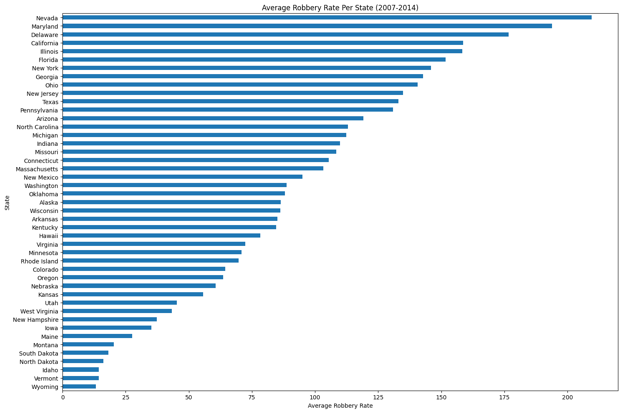 Average Robbery Rate Per State (2007-2014)
Nevada
Maryland
Delaware
California
Illinois
Florida
New York
Georgia
Ohio
New Jersey
Texas
Pennsylvania
Arizona
North Carolina
Michigan
Indiana
Missouri
Connecticut
Massachusetts
New Mexico
Washington
Oklahoma
Alaska
Wisconsin
Arkansas
Kentucky
Hawaii
Virginia
Minnesota
Rhode Island
Colorado
Oregon
Nebraska
Kansas
Utah
West Virginia
New Hampshire
Iowa
Maine
Montana
South Dakota
North Dakota
Idaho
Vermont
Wyoming
State
0 25 50 75 100 125 150 175 200
Average Robbery Rate